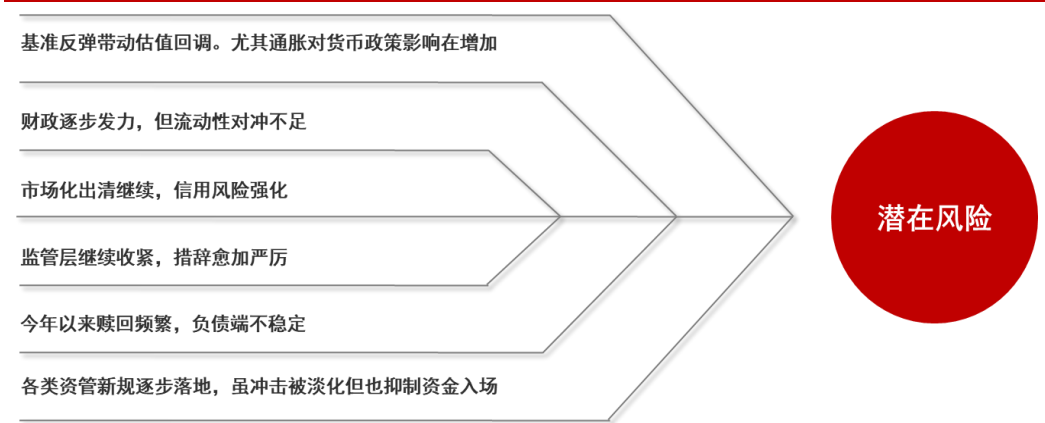 基准反弹带动估值回调。尤其通胀对货币政策影响在增加
财政逐步发力，但流动性对冲不足
市场化出清继续，信用风险强化
监管层继续收紧，措辞愈加严厉
今年以来赎回频繁，负债端不稳定
各类资管新规逐步落地，虽冲击被淡化但也抑制资金入场
潜在风险